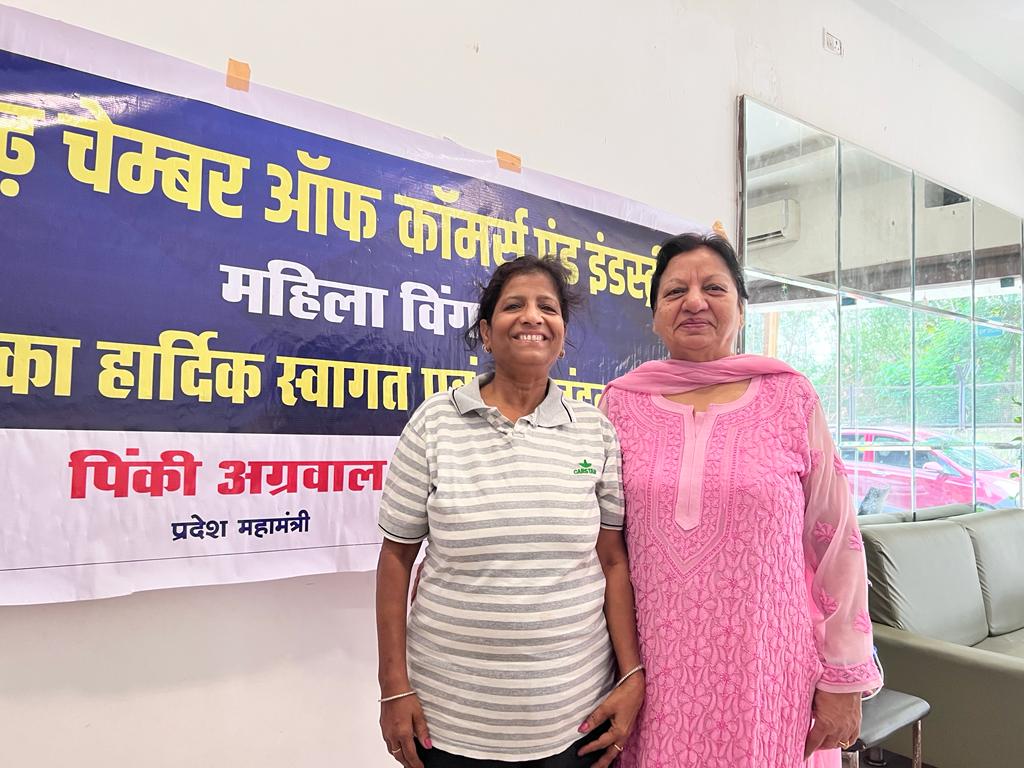 चेम्बर ऑफ कॉमर्स एंड
महिला विंग
का हार्दिक स्वागत
पिंकी अग्रवाल
प्रदेश महामंत्री
CARSTAR